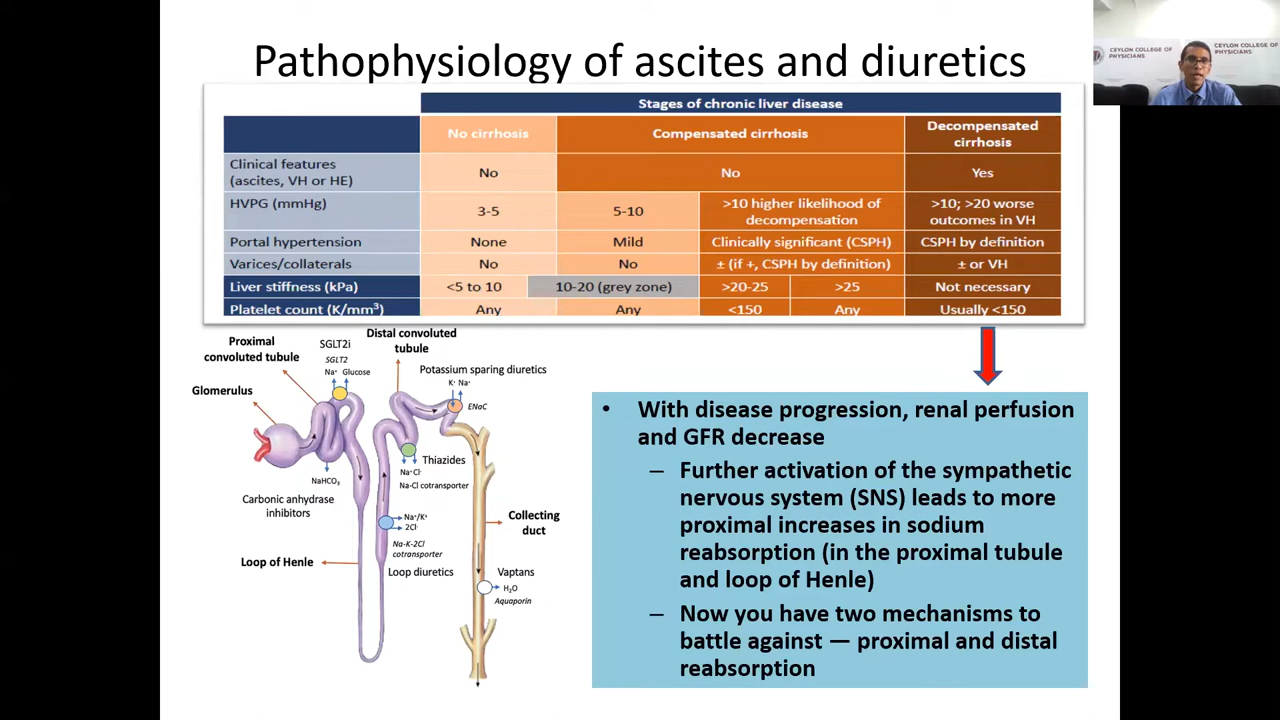 Pathophysiology of ascites and diuretics
CEYLON COLLEGE OF
PHYSICIANS
CEYLON COLLEGE OF
PHYSICIANS
Stages of chronic liver disease
No cirrhosis
Compensated cirrhosis
Decompensated
cirrhosis
Clinical features
(ascites, VH or HE)
No
No
Yes
HVPG (mmHg)
3-5
5-10
>10 higher likelihood of
decompensation
>10; >20 worse
outcomes in VH
Portal hypertension
None
Mild
Clinically significant (CSPH)
CSPH by definition
Varices/collaterals
No
No
± (if +, CSPH by definition)
± or VH
Liver stiffness (kPa)
<5 to 10
10-20 (grey zone)
>20-25
>25
Not necessary
Platelet count (K/mm³)
Any
Any
<150
Any
Usually <150
Proximal
convoluted tubule
SGLT2i
SGLT2
Na⁺ Glucose
Distal convoluted
tubule
Potassium sparing diuretics
K⁺ Na⁺
ENaC
Glomerulus
NaHCO₃
Carbonic anhydrase
inhibitors
Thiazides
Na⁺Cl⁻
Na-Cl cotransporter
Na⁺/K⁺
2Cl⁻
Na-K-2Cl
cotransporter
Loop diuretics
Loop of Henle
Collecting
duct
Vaptans
H₂O
Aquaporin
• With disease progression, renal perfusion
and GFR decrease
– Further activation of the sympathetic
nervous system (SNS) leads to more
proximal increases in sodium
reabsorption (in the proximal tubule
and loop of Henle)
– Now you have two mechanisms to
battle against — proximal and distal
reabsorption